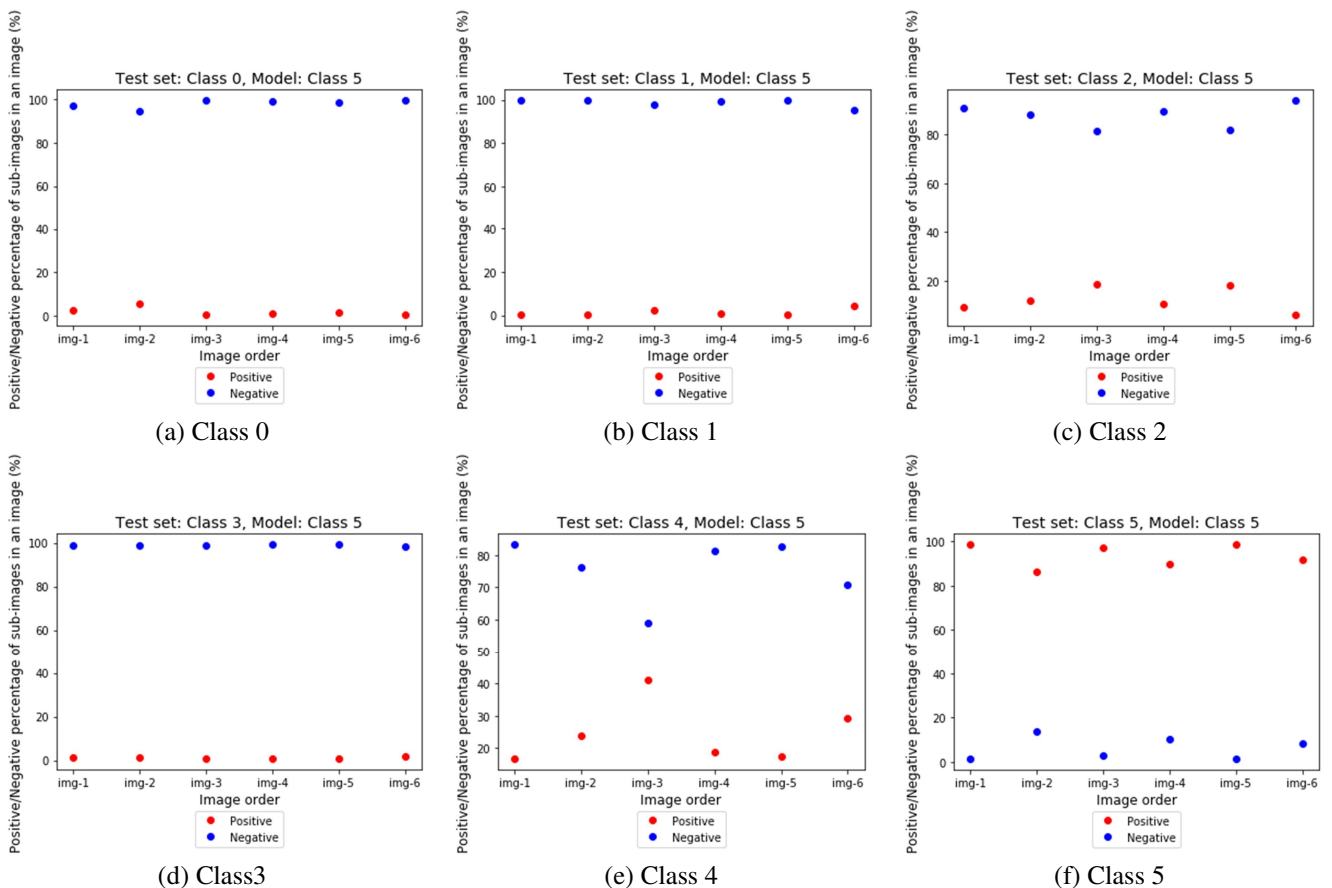 Test set: Class 0, Model: Class 5
Positive/Negative percentage of sub-images in an image (%)
100
80
60
40
20
0
img-1 img-2 img-3 img-4 img-5 img-6
Image order
Positive
Negative
(a) Class 0
Test set: Class 1, Model: Class 5
Positive/Negative percentage of sub-images in an image (%)
100
80
60
40
20
0
img-1 img-2 img-3 img-4 img-5 img-6
Image order
Positive
Negative
(b) Class 1
Test set: Class 2, Model: Class 5
Positive/Negative percentage of sub-images in an image (%)
80
60
40
20
img-1 img-2 img-3 img-4 img-5 img-6
Image order
Positive
Negative
(c) Class 2
Test set: Class 3, Model: Class 5
Positive/Negative percentage of sub-images in an image (%)
100
80
60
40
20
0
img-1 img-2 img-3 img-4 img-5 img-6
Image order
Positive
Negative
(d) Class3
Test set: Class 4, Model: Class 5
Positive/Negative percentage of sub-images in an image (%)
80
70
60
50
40
30
20
img-1 img-2 img-3 img-4 img-5 img-6
Image order
Positive
Negative
(e) Class 4
Test set: Class 5, Model: Class 5
Positive/Negative percentage of sub-images in an image (%)
100
80
60
40
20
0
img-1 img-2 img-3 img-4 img-5 img-6
Image order
Positive
Negative
(f) Class 5